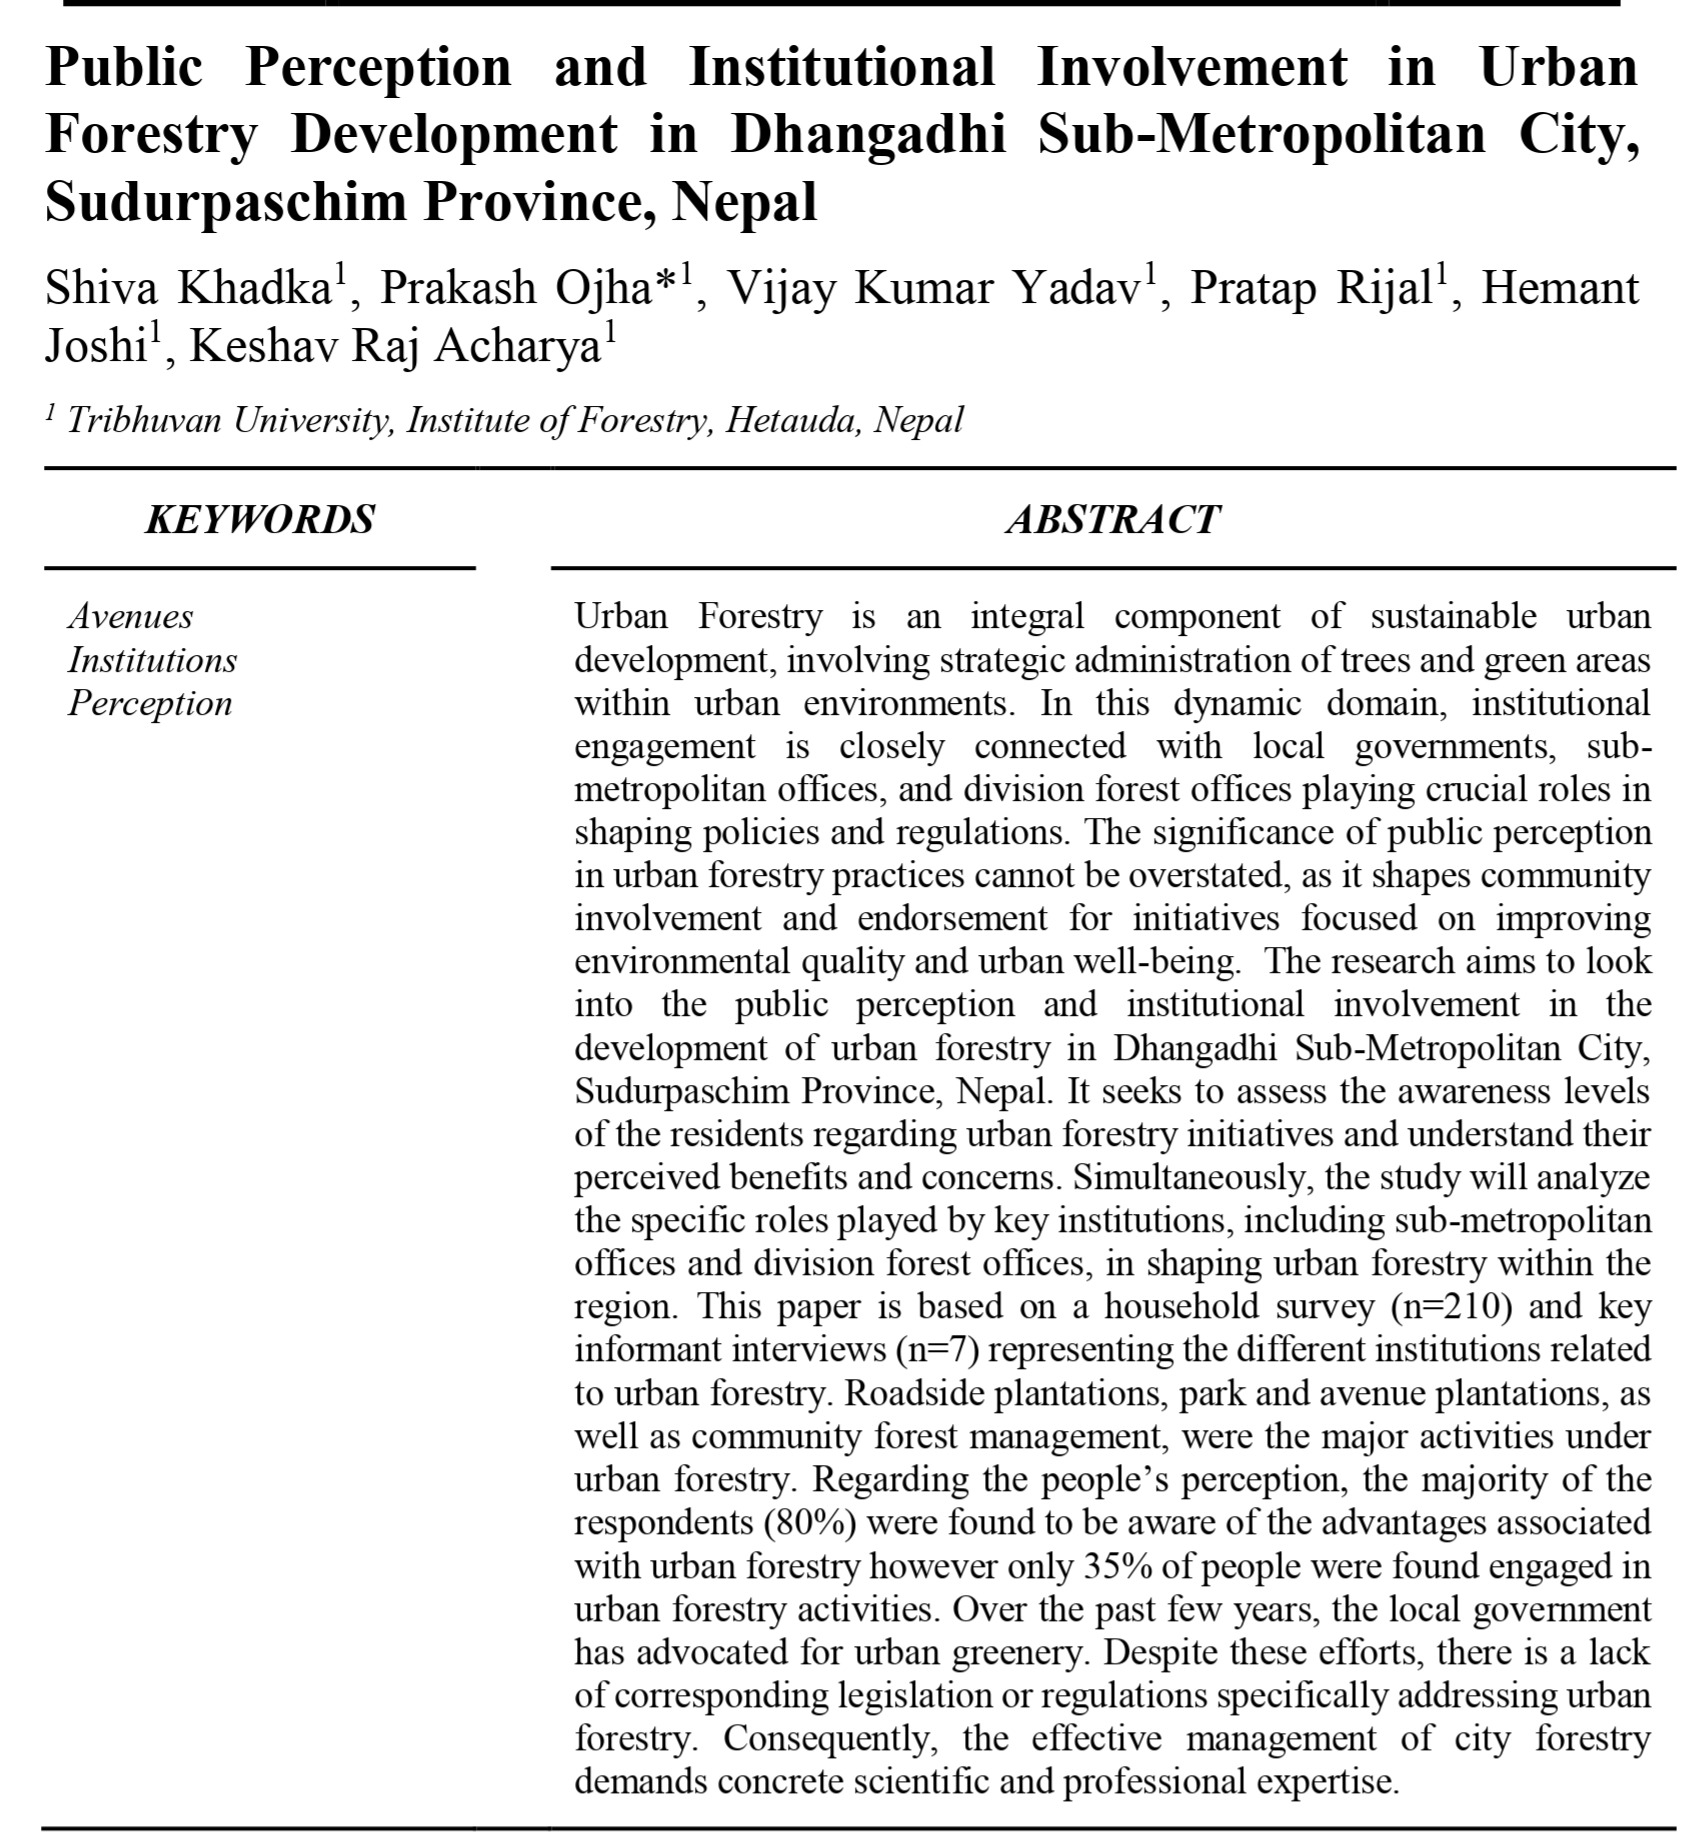 Public Perception and Institutional Involvement in Urban
Forestry Development in Dhangadhi Sub-Metropolitan City,
Sudurpaschim Province, Nepal
Shiva Khadka¹, Prakash Ojha*¹, Vijay Kumar Yadav¹, Pratap Rijal¹, Hemant
Joshi¹, Keshav Raj Acharya¹
¹ Tribhuvan University, Institute of Forestry, Hetauda, Nepal
KEYWORDS
Avenues
Institutions
Perception
ABSTRACT
Urban Forestry is an integral component of sustainable urban
development, involving strategic administration of trees and green areas
within urban environments. In this dynamic domain, institutional
engagement is closely connected with local governments, sub-
metropolitan offices, and division forest offices playing crucial roles in
shaping policies and regulations. The significance of public perception
in urban forestry practices cannot be overstated, as it shapes community
involvement and endorsement for initiatives focused on improving
environmental quality and urban well-being.  The research aims to look
into the public perception and institutional involvement in the
development of urban forestry in Dhangadhi Sub-Metropolitan City,
Sudurpaschim Province, Nepal. It seeks to assess the awareness levels
of the residents regarding urban forestry initiatives and understand their
perceived benefits and concerns. Simultaneously, the study will analyze
the specific roles played by key institutions, including sub-metropolitan
offices and division forest offices, in shaping urban forestry within the
region. This paper is based on a household survey (n=210) and key
informant interviews (n=7) representing the different institutions related
to urban forestry. Roadside plantations, park and avenue plantations, as
well as community forest management, were the major activities under
urban forestry. Regarding the people’s perception, the majority of the
respondents (80%) were found to be aware of the advantages associated
with urban forestry however only 35% of people were found engaged in
urban forestry activities. Over the past few years, the local government
has advocated for urban greenery. Despite these efforts, there is a lack
of corresponding legislation or regulations specifically addressing urban
forestry. Consequently, the effective management of city forestry
demands concrete scientific and professional expertise.